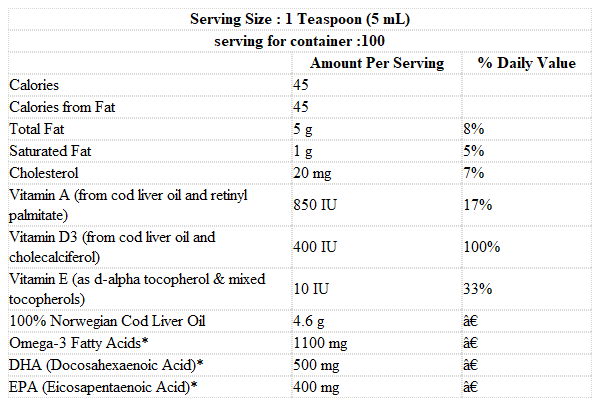 Serving Size : 1 Teaspoon (5 mL)
serving for container :100
Amount Per Serving % Daily Value
Calories 45
Calories from Fat 45
Total Fat 5 g 8%
Saturated Fat 1 g 5%
Cholesterol 20 mg 7%
Vitamin A (from cod liver oil and retinyl
palmitate) 850 IU 17%
Vitamin D3 (from cod liver oil and
cholecalciferol) 400 IU 100%
Vitamin E (as d-alpha tocopherol & mixed
tocopherols) 10 IU 33%
100% Norwegian Cod Liver Oil 4.6 g â€
Omega-3 Fatty Acids* 1100 mg â€
DHA (Docosahexaenoic Acid)* 500 mg â€
EPA (Eicosapentaenoic Acid)* 400 mg â€